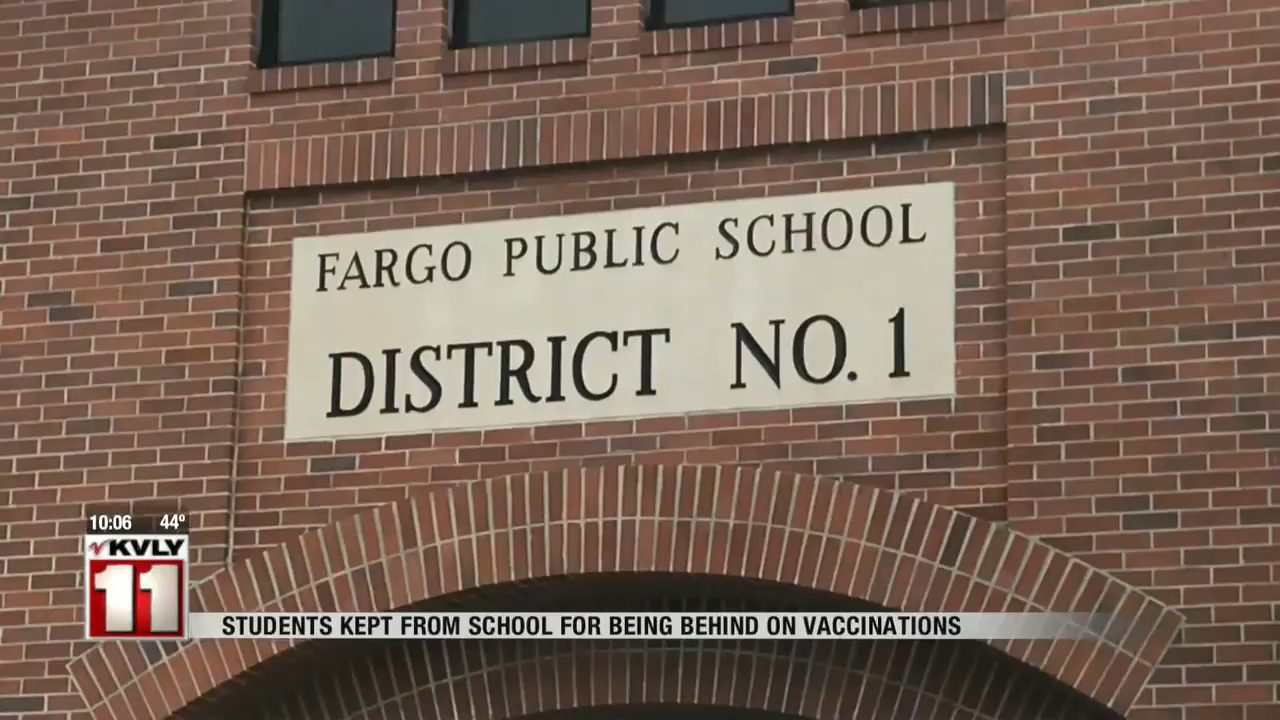 FARGO PUBLIC SCHOOL
DISTRICT NO. 1
10:06 44º
KVLY
11
STUDENTS KEPT FROM SCHOOL FOR BEING BEHIND ON VACCINATIONS